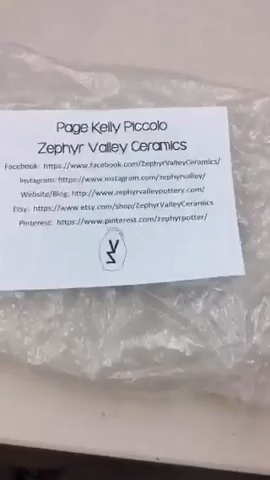 Page Kelly Piccolo
Zephyr Valley Ceramics
Facebook: https://www.facebook.com/ZephyrValleyCeramics/
Instagram: https://www.instagram.com/zephyrvalley/
Website/Blog: http://www.zephyrvalleypottery.com/
Etsy: https://www.etsy.com/shop/ZephyrValleyCeramics
Pinterest: https://www.pinterest.com/zephyrpotter/